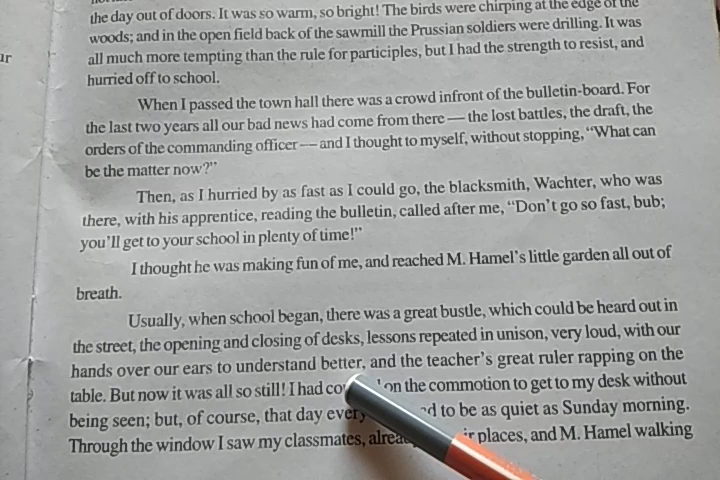 the day out of doors. It was so warm, so bright! The birds were chirping at the edge of the
woods; and in the open field back of the sawmill the Prussian soldiers were drilling. It was
all much more tempting than the rule for participles, but I had the strength to resist, and
hurried off to school.
When I passed the town hall there was a crowd infront of the bulletin-board. For
the last two years all our bad news had come from there — the lost battles, the draft, the
orders of the commanding officer — and I thought to myself, without stopping, “What can
be the matter now?”
Then, as I hurried by as fast as I could go, the blacksmith, Wachter, who was
there, with his apprentice, reading the bulletin, called after me, “Don’t go so fast, bub;
you’ll get to your school in plenty of time!”
I thought he was making fun of me, and reached M. Hamel’s little garden all out of
breath.
Usually, when school began, there was a great bustle, which could be heard out in
the street, the opening and closing of desks, lessons repeated in unison, very loud, with our
hands over our ears to understand better, and the teacher’s great ruler rapping on the
table. But now it was all so still! I had on the commotion to get to my desk without
being seen; but, of course, that day to be as quiet as Sunday morning.
Through the window I saw my classmates, places, and M. Hamel walking